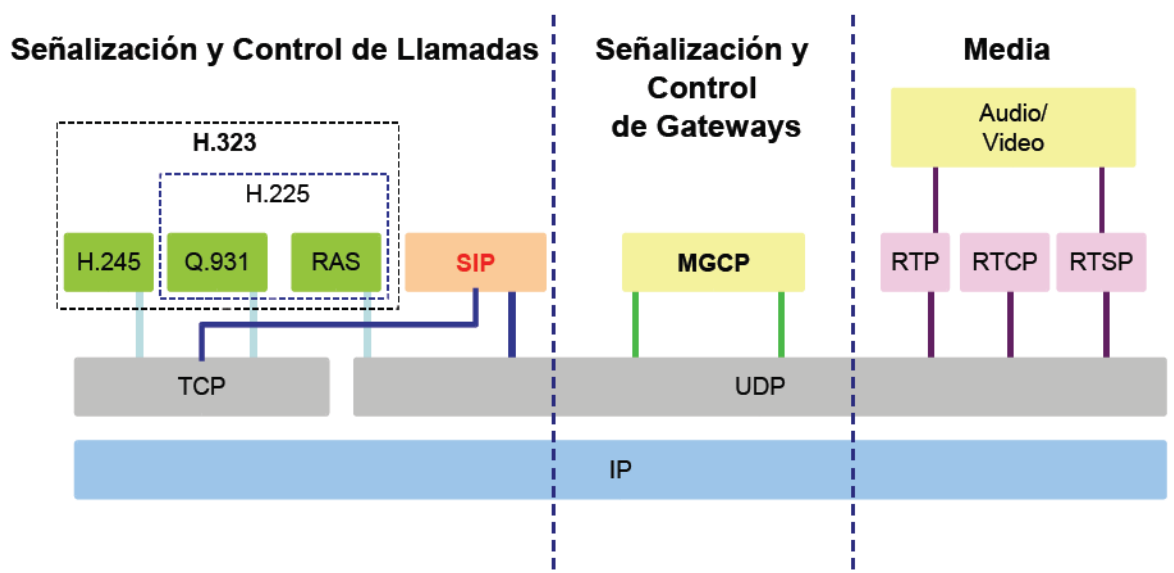 Señalización y Control de Llamadas
Señalización y
Control
de Gateways
Media
Audio/
Video
H.323
H.225
H.245
Q.931
RAS
SIP
MGCP
RTP
RTCP
RTSP
TCP
UDP
IP